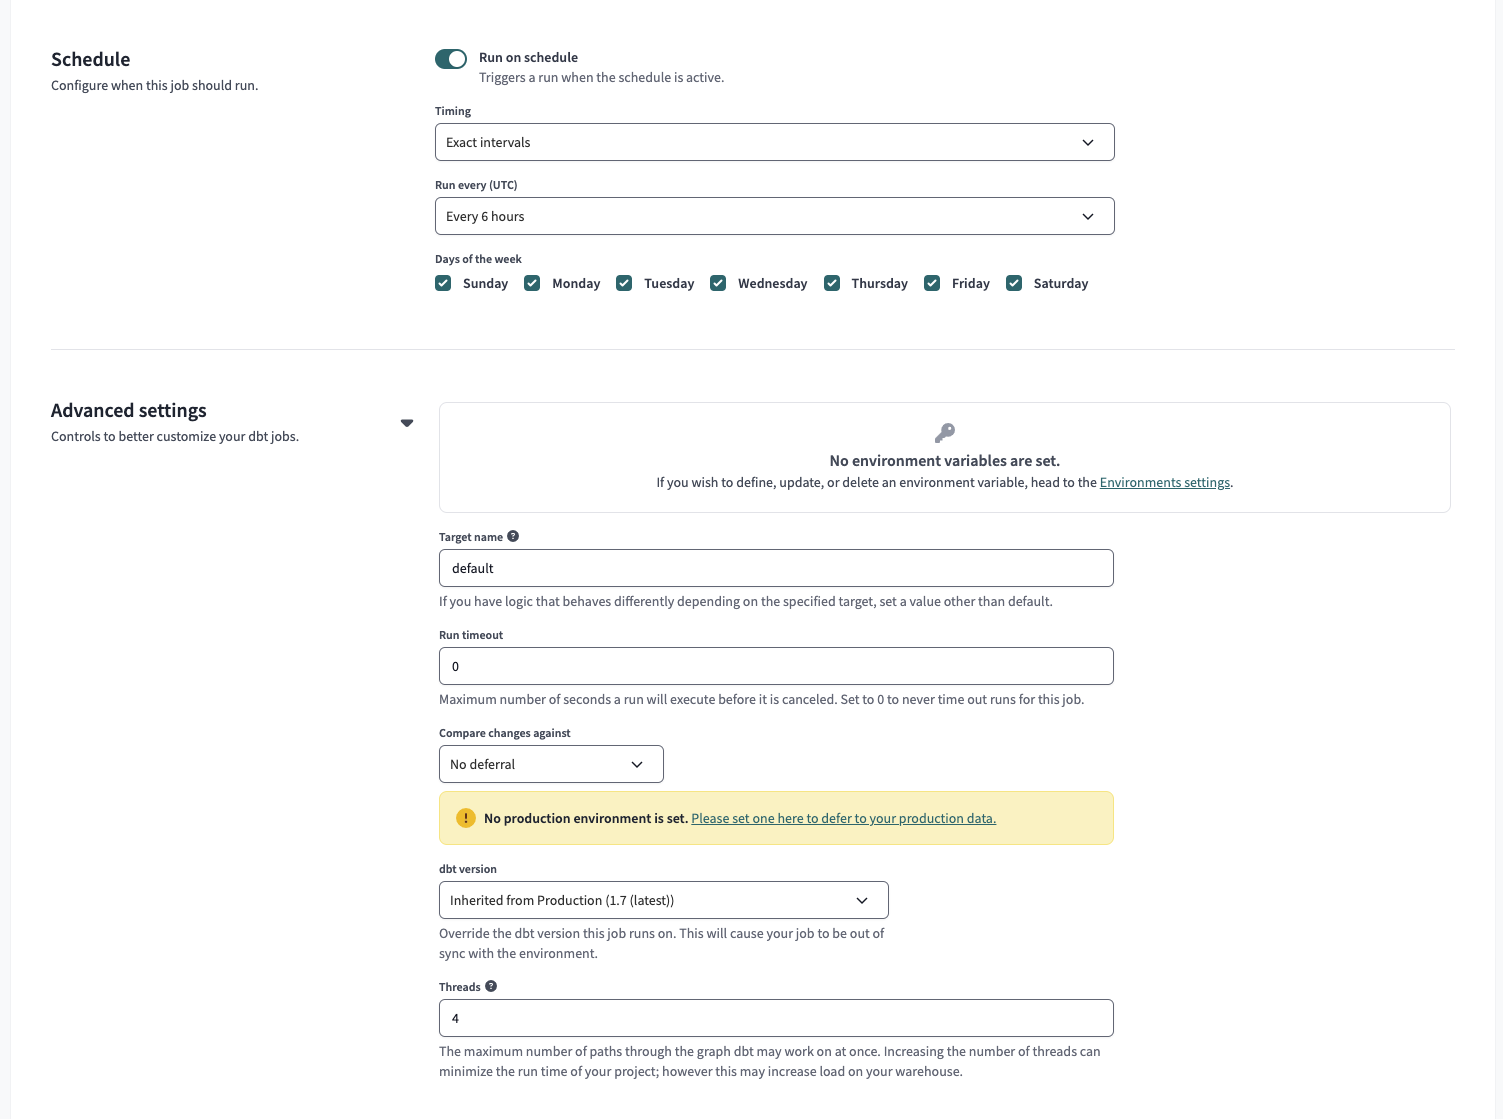 Schedule
Configure when this job should run.
Run on schedule
Triggers a run when the schedule is active.
Timing
Exact intervals
Run every (UTC)
Every 6 hours
Days of the week
Sunday Monday Tuesday Wednesday Thursday Friday Saturday
Advanced settings
Controls to better customize your dbt jobs.
No environment variables are set.
If you wish to define, update, or delete an environment variable, head to the Environments settings.
Target name ?
default
If you have logic that behaves differently depending on the specified target, set a value other than default.
Run timeout
0
Maximum number of seconds a run will execute before it is canceled. Set to 0 to never time out runs for this job.
Compare changes against
No deferral
! No production environment is set. Please set one here to defer to your production data.
dbt version
Inherited from Production (1.7 (latest))
Override the dbt version this job runs on. This will cause your job to be out of
sync with the environment.
Threads ?
4
The maximum number of paths through the graph dbt may work on at once. Increasing the number of threads can
minimize the run time of your project; however this may increase load on your warehouse.